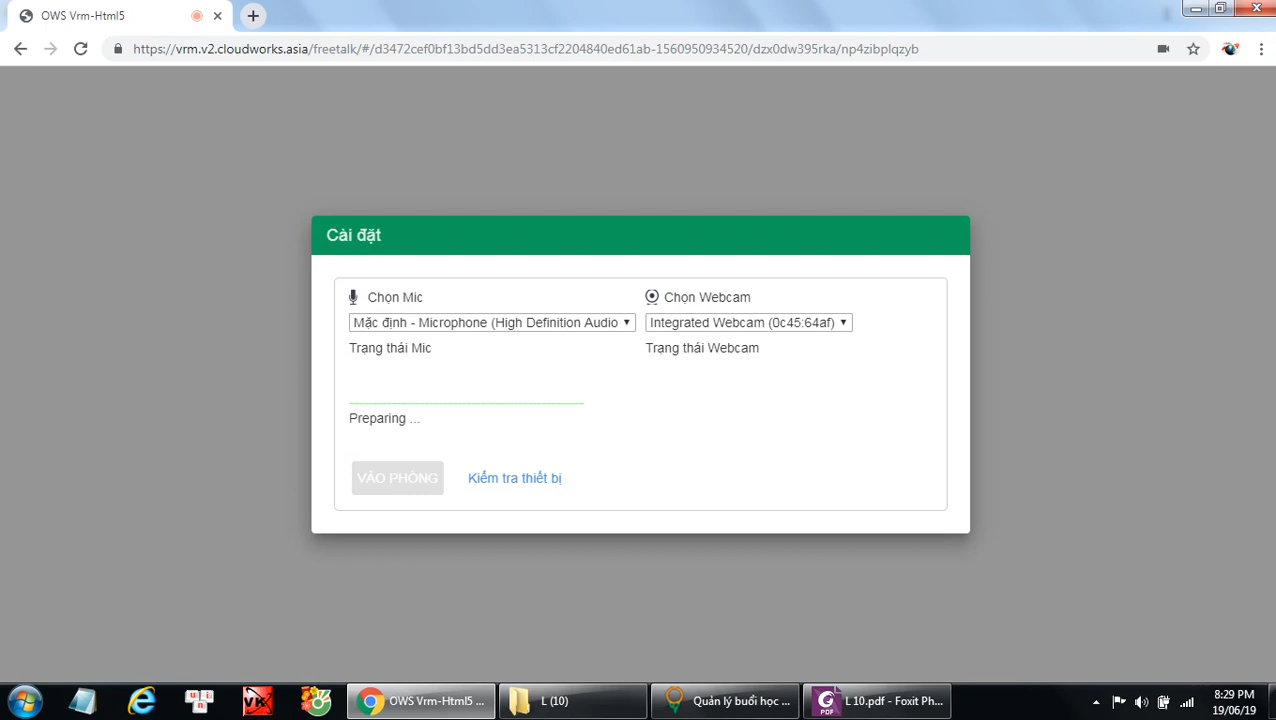 OWS Vrm-Html5
https://vrm.v2.cloudworks.asia/freetalk/#/d3472cef0bf13bd5dd3ea5313cf2204840ed61ab-1560950934520/dzx0dw395rka/np4zibplqzyb
Cài đặt
Chọn Mic
Chọn Webcam
Mặc định - Microphone (High Definition Audio
Integrated Webcam (0c45:64af)
Trạng thái Mic
Trạng thái Webcam
Preparing ...
VÀO PHÒNG
Kiểm tra thiết bị
OWS Vrm-Html5 ...
L (10)
Quản lý buổi học ...
PDF
L 10.pdf - Foxit Ph...
8:29 PM
19/06/19